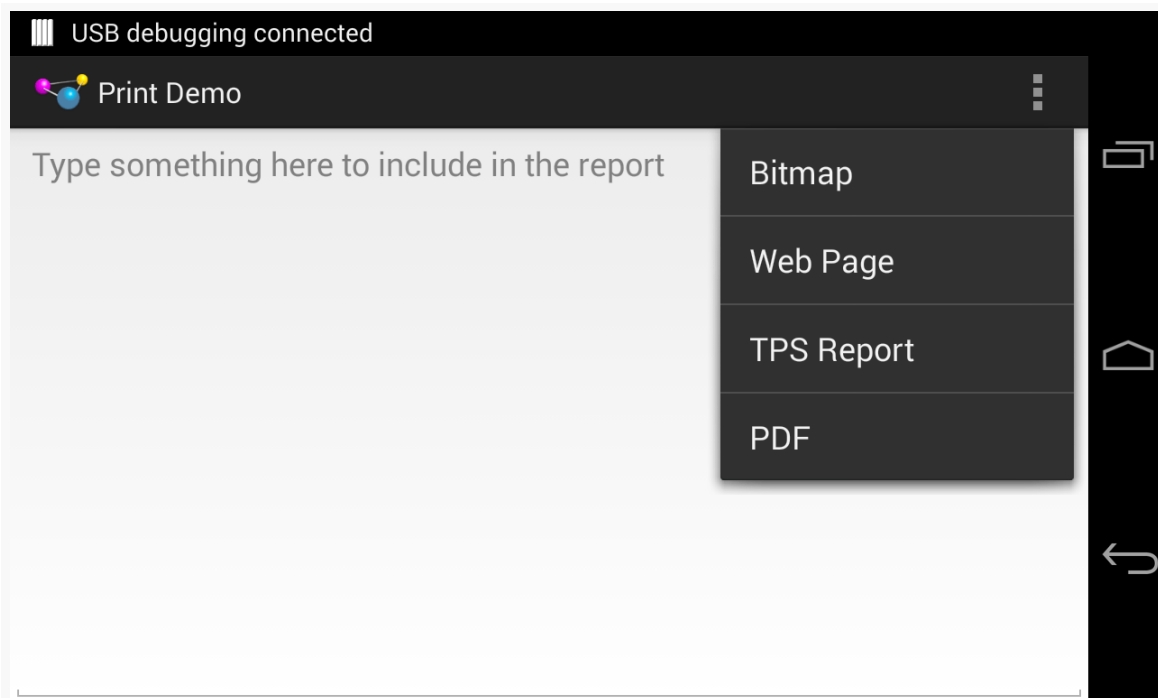 USB debugging connected
Print Demo
Type something here to include in the report
Bitmap
Web Page
TPS Report
PDF